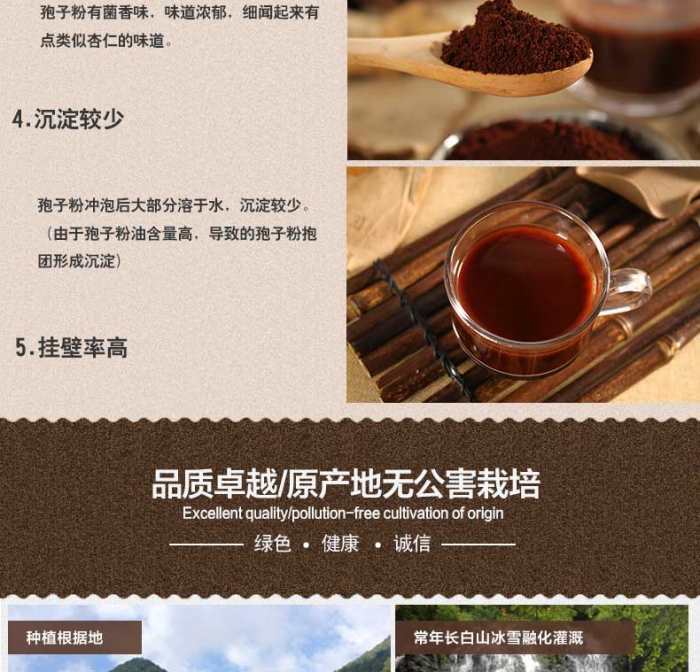 孢子粉有菌香味，味道浓郁，细闻起来有
点类似杏仁的味道。
4.沉淀较少
孢子粉冲泡后大部分溶于水，沉淀较少。
（由于孢子粉油含量高，导致的孢子粉抱
团形成沉淀）
5.挂壁率高
品质卓越/原产地无公害栽培
Excellent quality/pollution-free cultivation of origin
绿色 • 健康 • 诚信
种植根据地
常年长白山冰雪融化灌溉